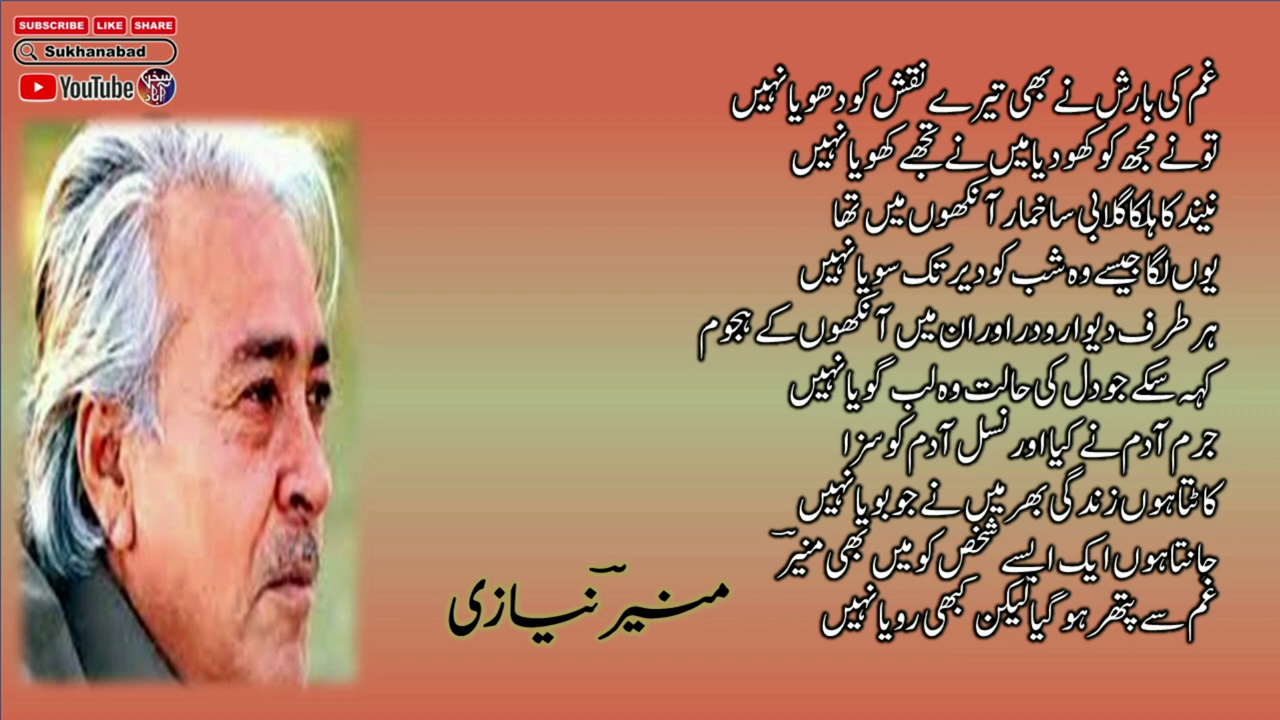 SUBSCRIBE LIKE SHARE
Sukhanabad
YouTube سخن آباد
غم کی بارش نے بھی تیرے نقش کو دھویا نہیں
تو نے مجھ کو کھو دیا میں نے تجھے کھویا نہیں
نیند کا ہلکا گلابی سا خمار آنکھوں میں تھا
یوں لگا جیسے وہ شب کو دیر تک سویا نہیں
ہر طرف دیوار و در اور ان میں آنکھوں کے ہجوم
کہہ سکے جو دل کی حالت وہ لب گویا نہیں
جرم آدم نے کیا اور نسل آدم کو سزا
کاٹتا ہوں زندگی بھر میں نے جو بویا نہیں
جانتا ہوں ایک ایسے شخص کو میں بھی منیرؔ
غم سے پتھر ہو گیا لیکن کبھی رویا نہیں
منیرؔ نیازی